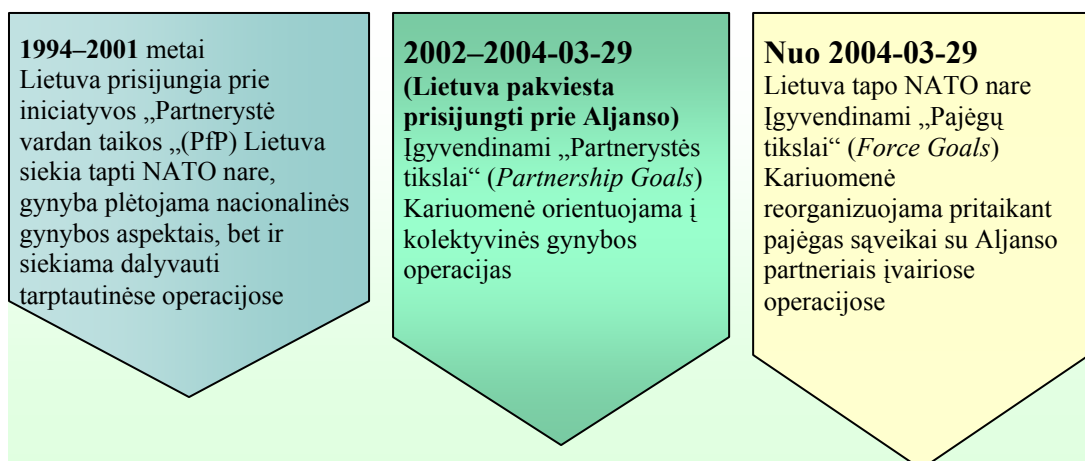 1994–2001 metai
Lietuva prisijungia prie
iniciatyvos „Partnerystė
vardan taikos „(PfP) Lietuva
siekia tapti NATO nare,
gynyba plėtojama nacionalinės
gynybos aspektais, bet ir
siekiama dalyvauti
tarptautinėse operacijose
2002–2004-03-29
(Lietuva pakviesta
prisijungti prie Aljanso)
Įgyvendinami „Partnerystės
tikslai“ (Partnership Goals)
Kariuomenė orientuojama į
kolektyvinės gynybos
operacijas
Nuo 2004-03-29
Lietuva tapo NATO nare
Įgyvendinami „Pajėgų
tikslai“ (Force Goals)
Kariuomenė
reorganizuojama pritaikant
pajėgas sąveikai su Aljanso
partneriais įvairiose
operacijose